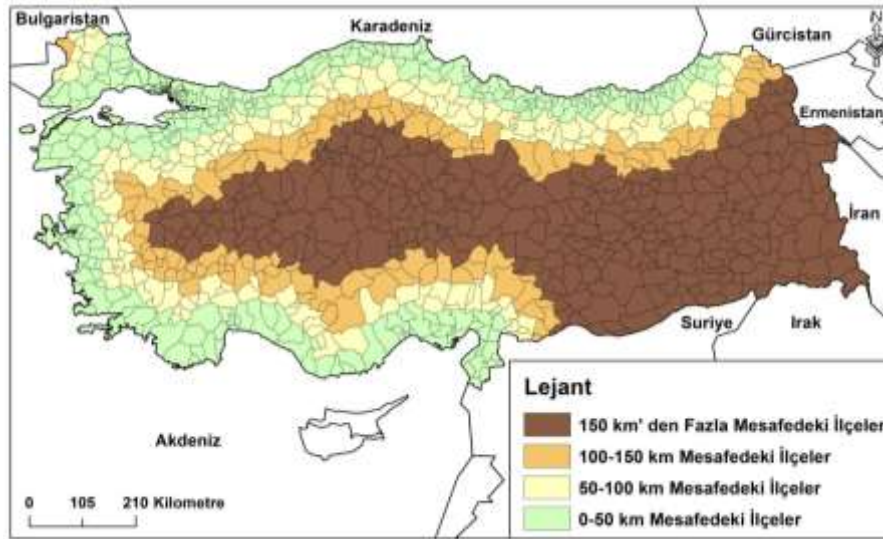 Bulgaristan
Karadeniz
Gürcistan
N
Ermenistan
İran
Suriye
Irak
Akdeniz
Lejant
150 km' den Fazla Mesafedeki İlçeler
100-150 km Mesafedeki İlçeler
50-100 km Mesafedeki İlçeler
0-50 km Mesafedeki İlçeler
0 105 210 Kilometre